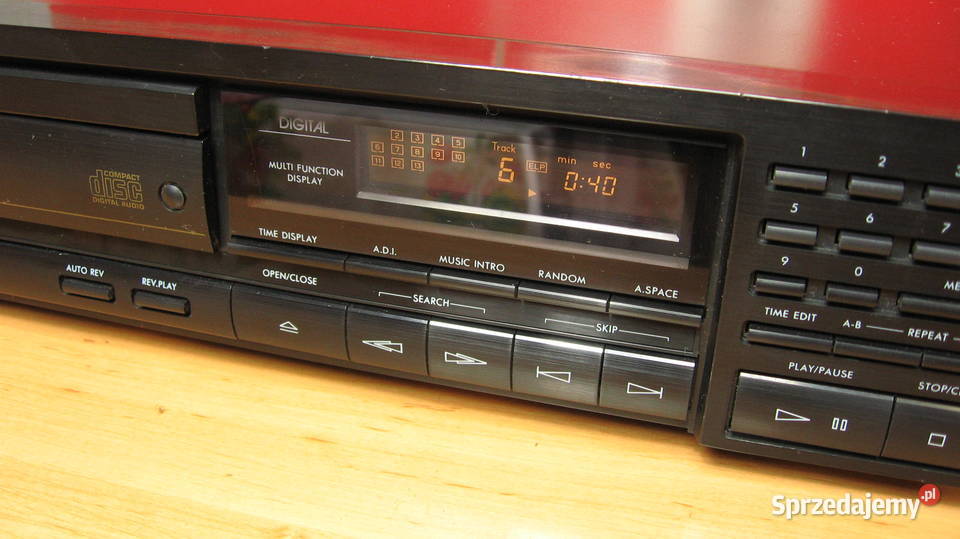 DIGITAL
MULTI FUNCTION
DISPLAY
2 3 4 5
6 7 8 9 10
11 12 13
Track
6
ELP
min sec
0:40
COMPACT
disc
DIGITAL AUDIO
TIME DISPLAY
A.D.I.
MUSIC INTRO
RANDOM
A.SPACE
AUTO REV
REV.PLAY
OPEN/CLOSE
SEARCH
SKIP
1 2 3
5 6 7
9 0
TIME EDIT
A-B
REPEAT
PLAY/PAUSE
Sprzedajemy.pl